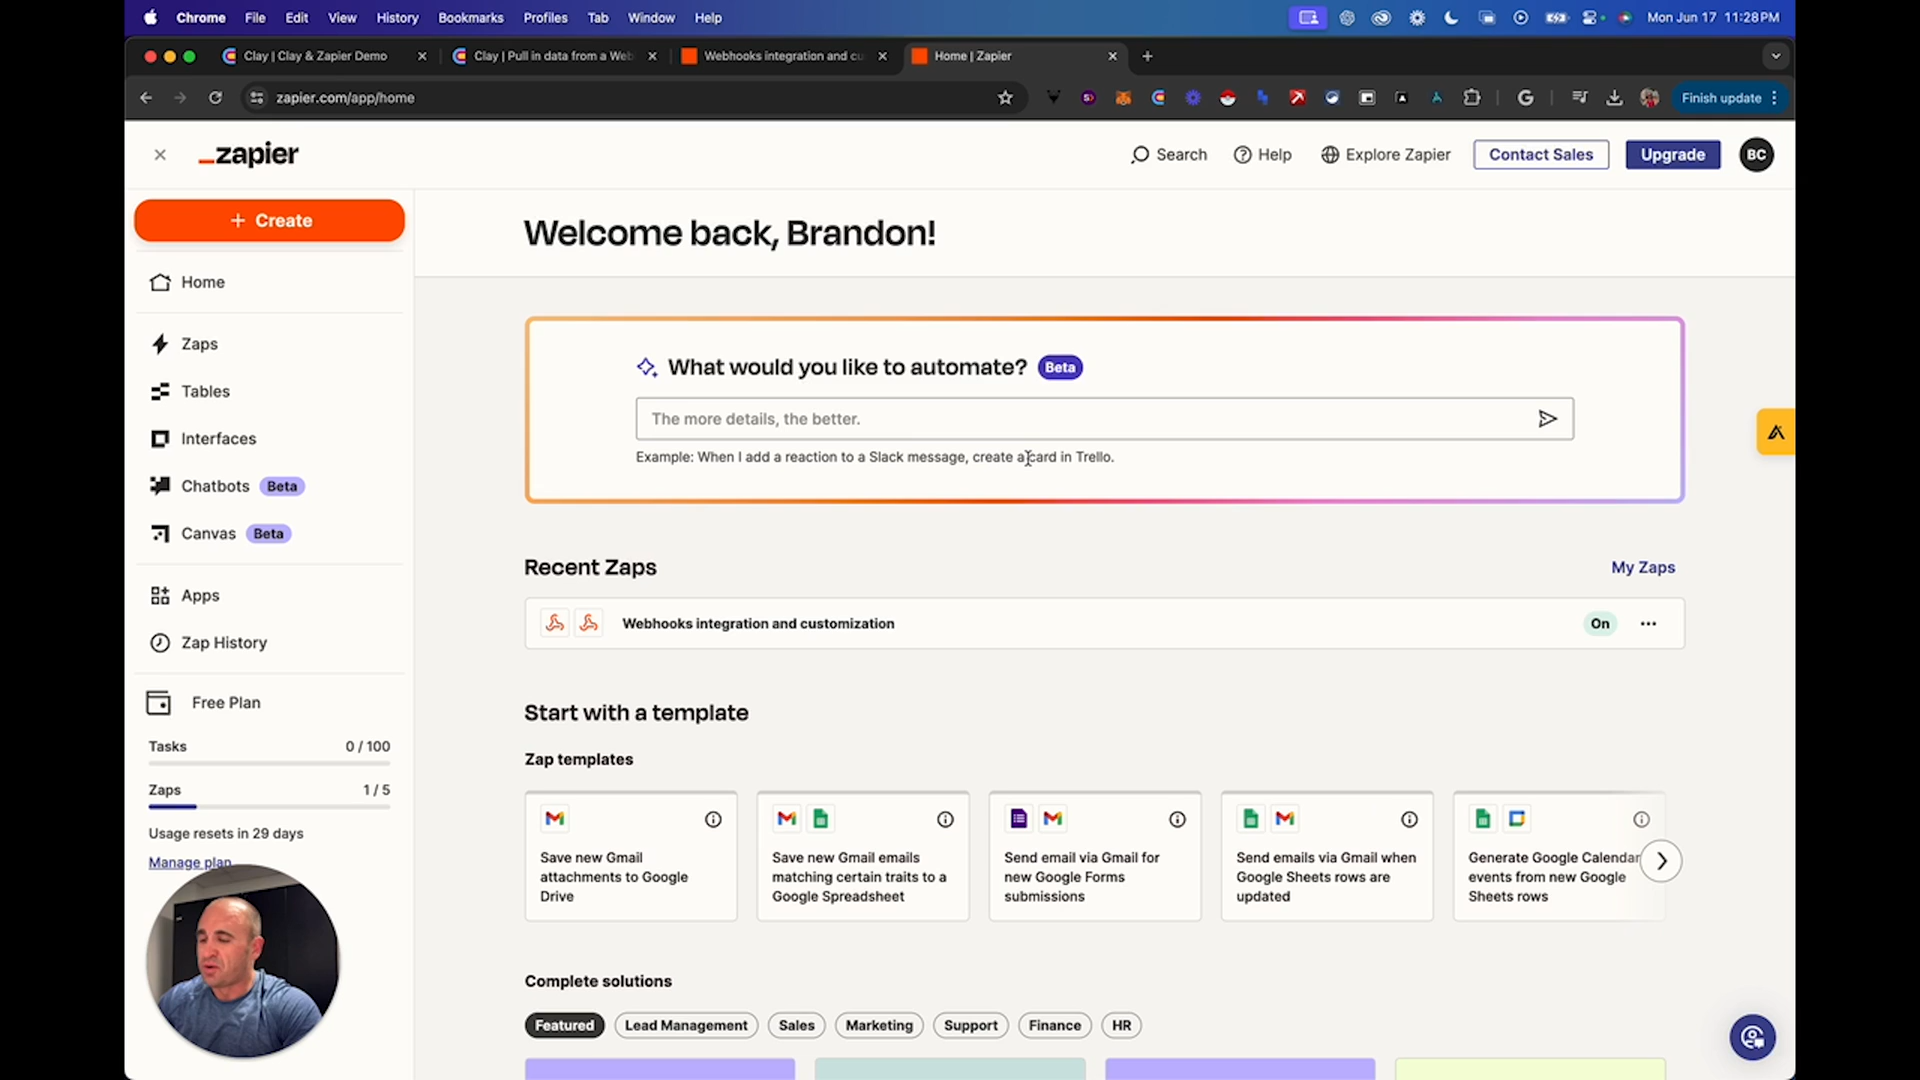 Chrome File Edit View History Bookmarks Profiles Tab Window Help Mon Jun 17 11:28 PM
Clay | Clay & Zapier Demo
Clay | Pull in data from a Web
Webhooks integration and cu
Home | Zapier
zapier.com/app/home
Finish update
zapier
Search
Help
Explore Zapier
Contact Sales
Upgrade
BC
+ Create
Home
Zaps
Tables
Interfaces
Chatbots Beta
Canvas Beta
Apps
Zap History
Free Plan
Tasks 0 / 100
Zaps 1 / 5
Usage resets in 29 days
Manage plan
Welcome back, Brandon!
What would you like to automate? Beta
The more details, the better.
Example: When I add a reaction to a Slack message, create a card in Trello.
Recent Zaps
My Zaps
Webhooks integration and customization
On
Start with a template
Zap templates
Save new Gmail
attachments to Google
Drive
Save new Gmail emails
matching certain traits to a
Google Spreadsheet
Send email via Gmail for
new Google Forms
submissions
Send emails via Gmail when
Google Sheets rows are
updated
Generate Google Calendar
events from new Google
Sheets rows
Complete solutions
Featured
Lead Management
Sales
Marketing
Support
Finance
HR